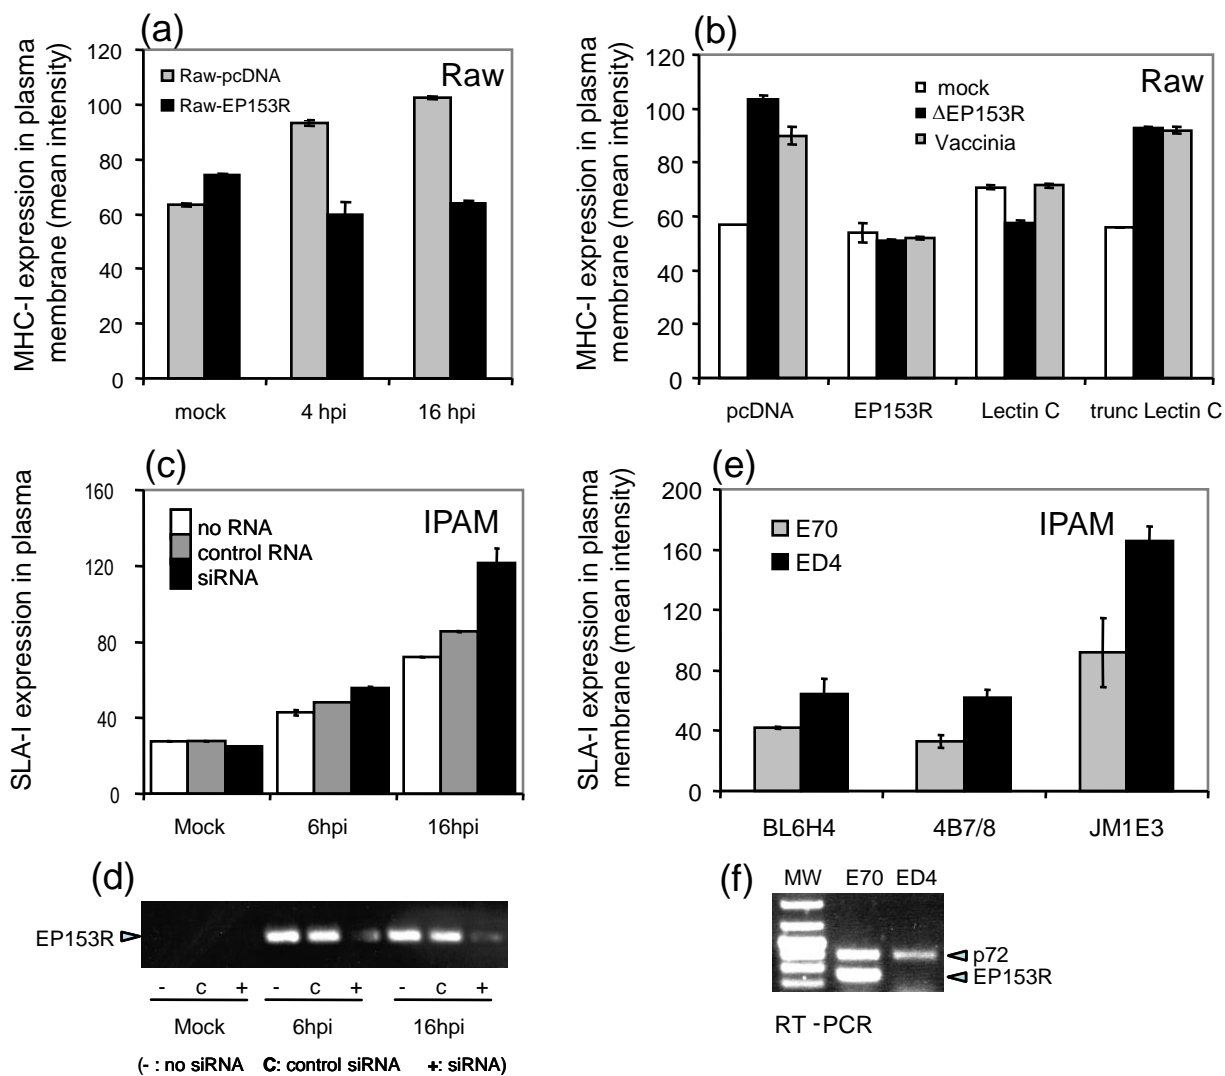 (a)
MHC-I expression in plasma
membrane (mean intensity)
120
100
80
60
40
20
0
Raw-pcDNA
Raw-EP153R
Raw
mock
4 hpi
16 hpi
(b)
MHC-I expression in plasma
membrane (mean intensity)
120
100
80
60
40
20
0
mock
ΔEP153R
Vaccinia
Raw
pcDNA
EP153R
Lectin C
trunc Lectin C
(c)
SLA-I expression in plasma
160
120
80
40
0
no RNA
control RNA
siRNA
IPAM
Mock
6hpi
16hpi
(e)
SLA-I expression in plasma
membrane (mean intensity)
200
160
120
80
40
0
E70
ED4
IPAM
BL6H4
4B7/8
JM1E3
(d)
EP153R
- C + - C + - C +
Mock 6hpi 16hpi
(- : no siRNA C: control siRNA +: siRNA)
(f)
MW E70 ED4
p72
EP153R
RT -PCR